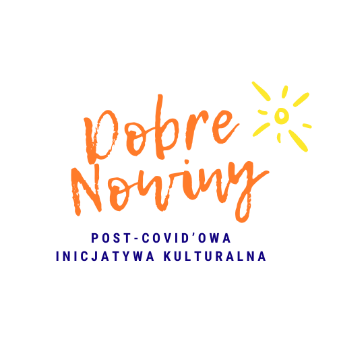 Dobre
Nowiny
POST-COVID'OWA
INICJATYWA KULTURALNA